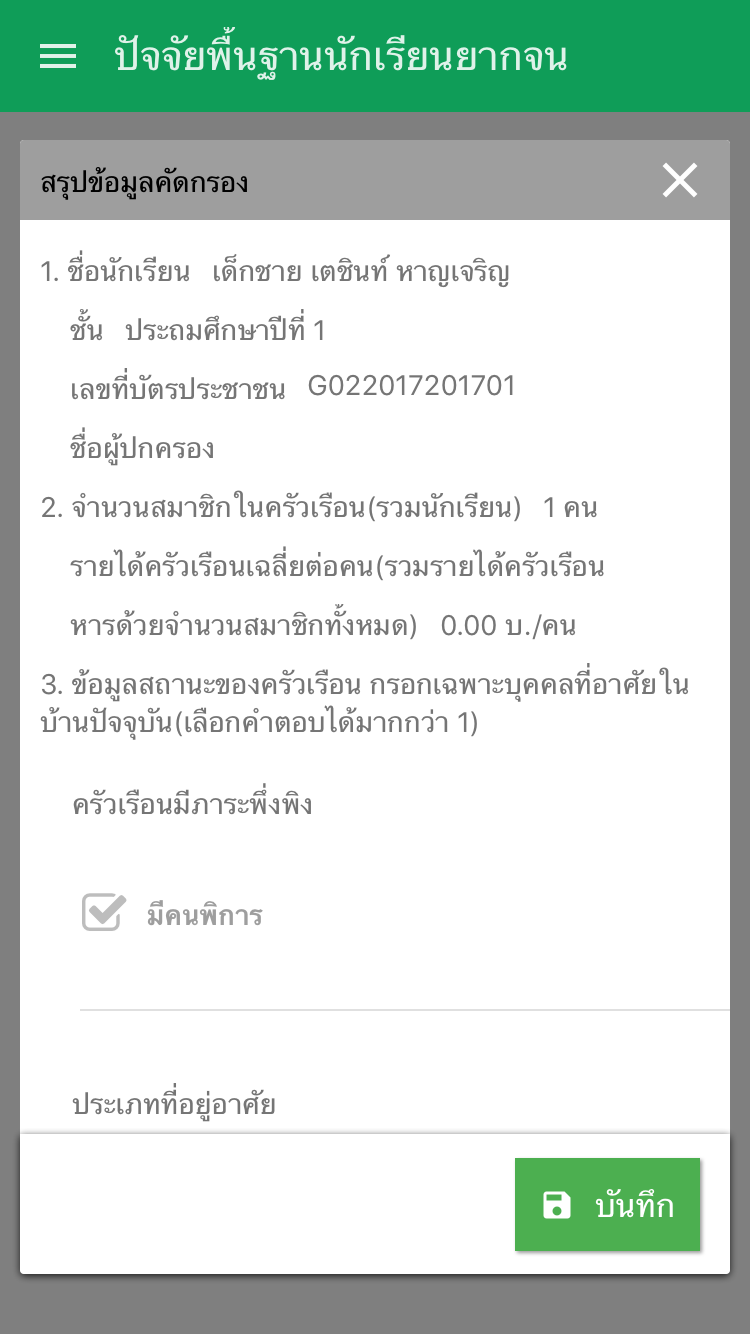 ปัจจัยพื้นฐานนักเรียนยากจน
สรุปข้อมูลคัดกรอง
1. ชื่อนักเรียน เด็กชาย เตชินท์ หาญเจริญ
ชั้น ประถมศึกษาปีที่ 1
เลขที่บัตรประชาชน G022017201701
ชื่อผู้ปกครอง
2. จำนวนสมาชิกในครัวเรือน(รวมนักเรียน) 1 คน
รายได้ครัวเรือนเฉลี่ยต่อคน(รวมรายได้ครัวเรือน
หารด้วยจำนวนสมาชิกทั้งหมด) 0.00 บ./คน
3. ข้อมูลสถานะของครัวเรือน กรอกเฉพาะบุคคลที่อาศัยใน
บ้านปัจจุบัน(เลือกคำตอบได้มากกว่า 1)
ครัวเรือนมีภาระพึ่งพิง
มีคนพิการ
ประเภทที่อยู่อาศัย
บันทึก